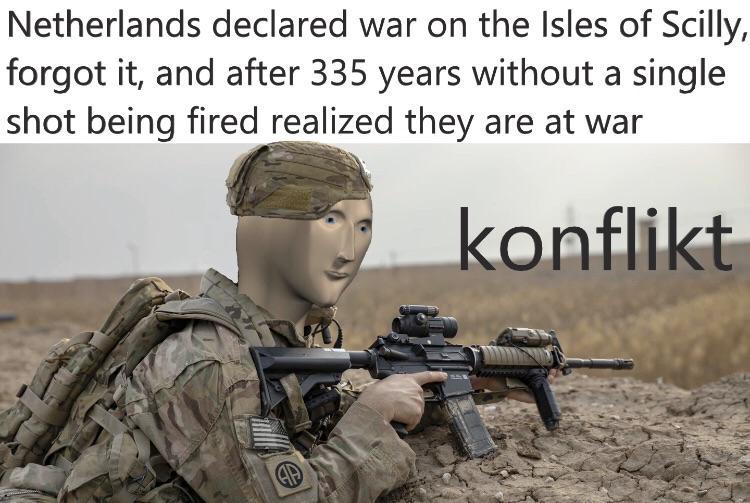 Netherlands declared war on the Isles of Scilly,
forgot it, and after 335 years without a single
shot being fired realized they are at war
konflikt
AA